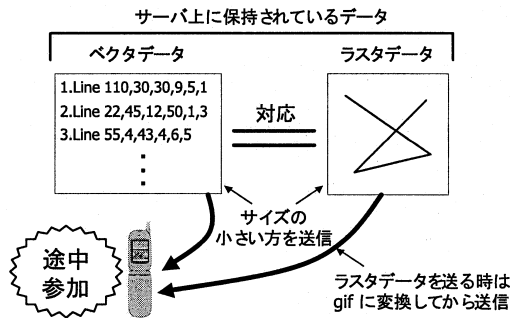 サーバ上に保持されているデータ
ベクタデータ
ラスタデータ
1.Line 110,30,30,9,5,1
2.Line 22,45,12,50,1,3
3.Line 55,4,43,4,6,5
対応
サイズの
小さい方を送信
途中
参加
ラスタデータを送る時は
gif に変換してから送信